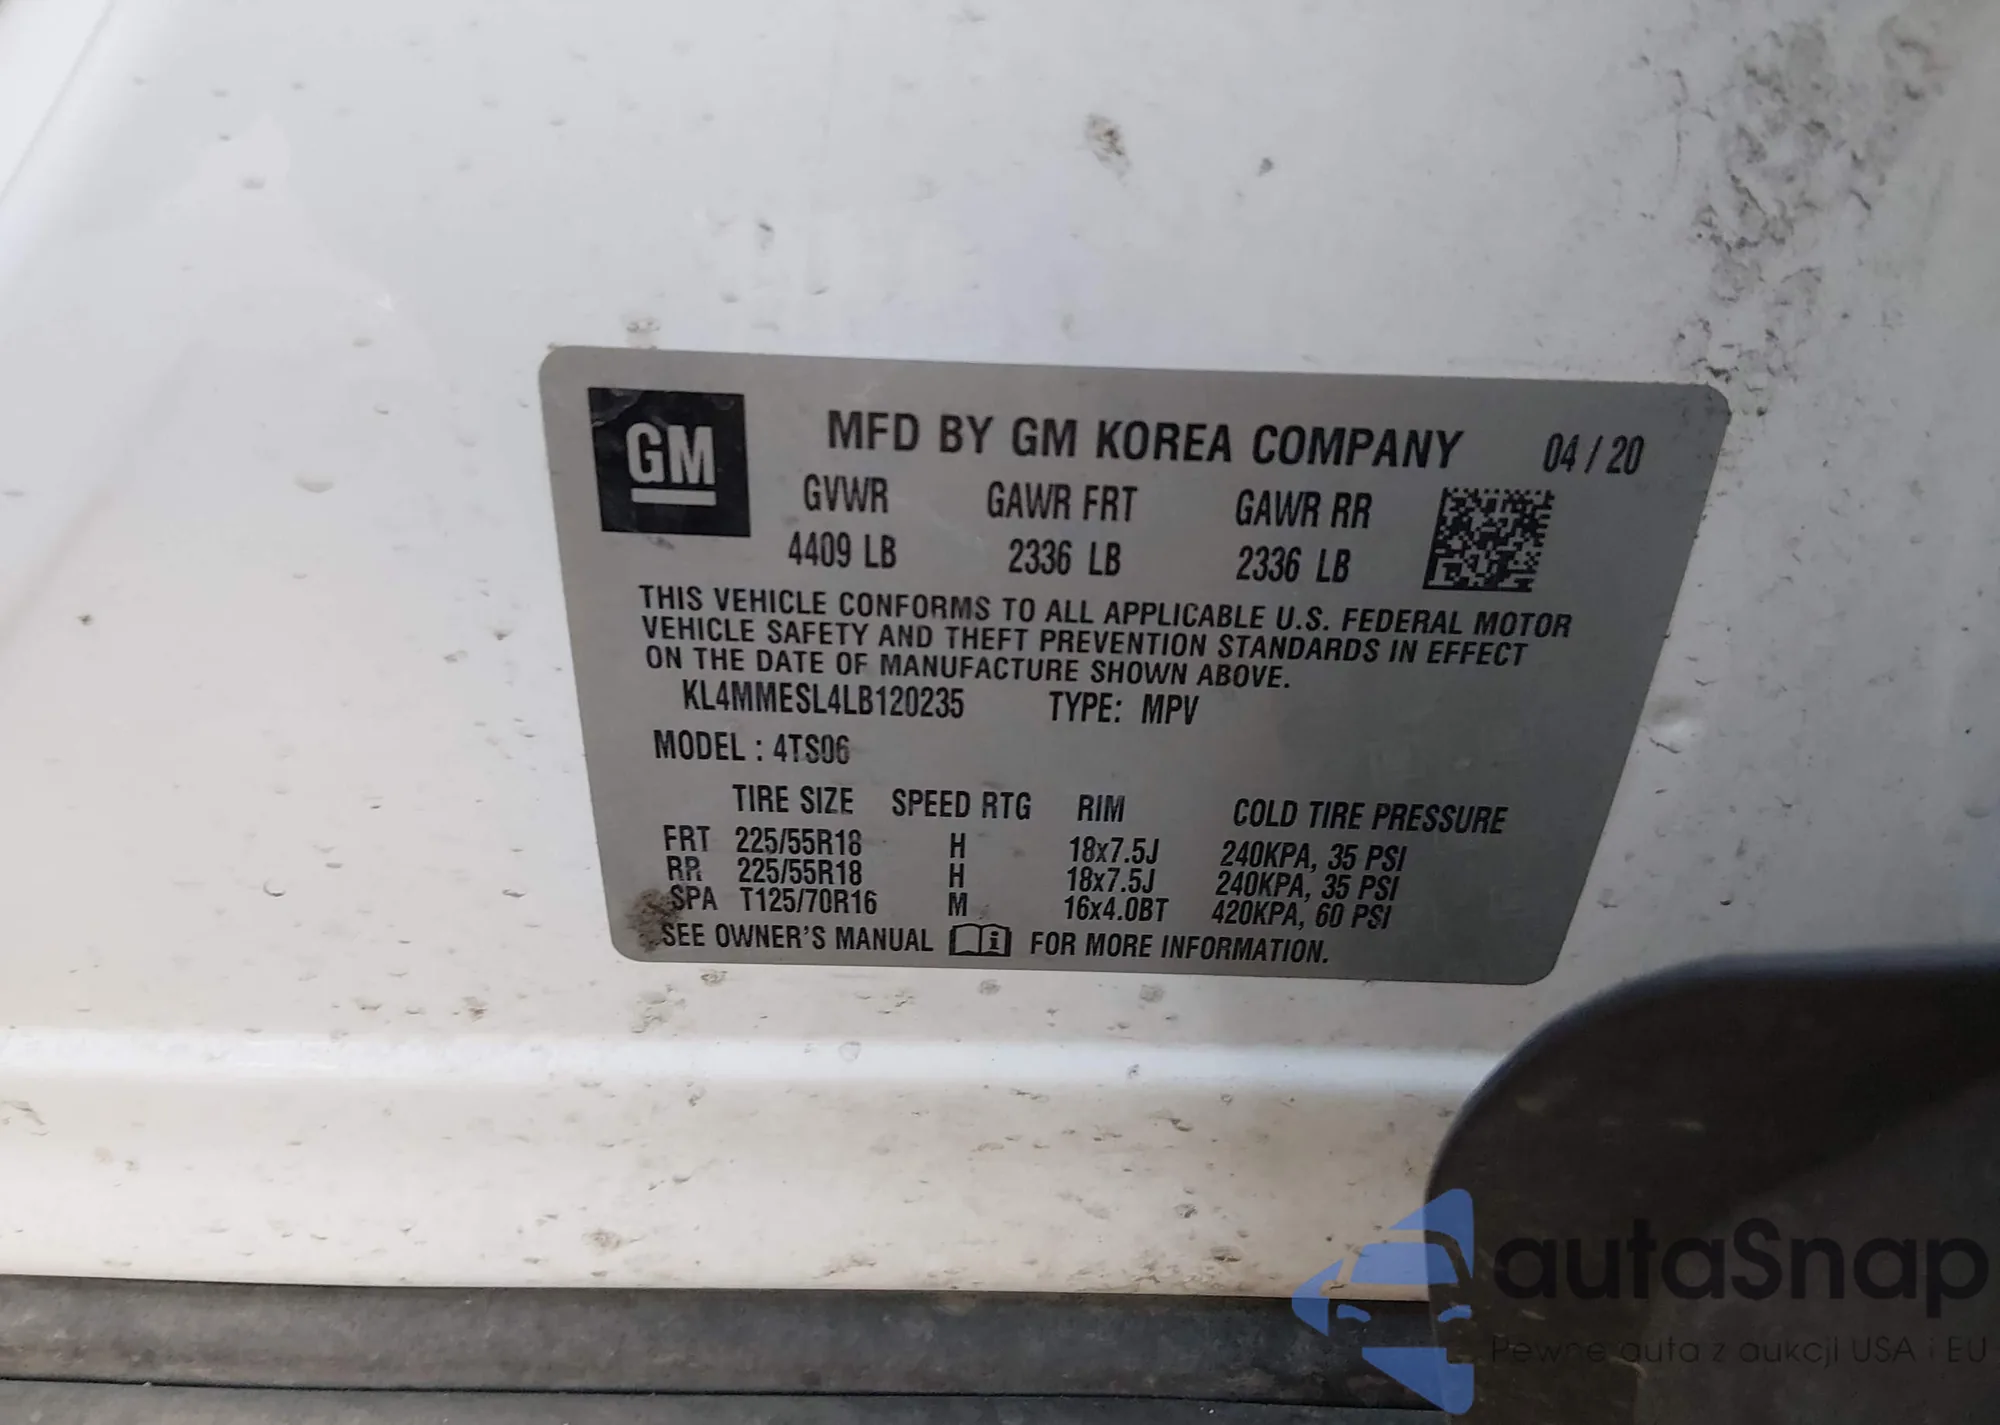 GM
MFD BY GM KOREA COMPANY 04 / 20
GVWR GAWR FRT GAWR RR
4409 LB 2336 LB 2336 LB
THIS VEHICLE CONFORMS TO ALL APPLICABLE U.S. FEDERAL MOTOR
VEHICLE SAFETY AND THEFT PREVENTION STANDARDS IN EFFECT
ON THE DATE OF MANUFACTURE SHOWN ABOVE.
KL4MMESL4LB120235 TYPE: MPV
MODEL : 4TS06
TIRE SIZE SPEED RTG RIM COLD TIRE PRESSURE
FRT 225/55R18 H 18x7.5J 240KPA, 35 PSI
RR 225/55R18 H 18x7.5J 240KPA, 35 PSI
SPA T125/70R16 M 16x4.0BT 420KPA, 60 PSI
SEE OWNER'S MANUAL i FOR MORE INFORMATION.
autaSnap
Pewne auta z aukcji USA i EU